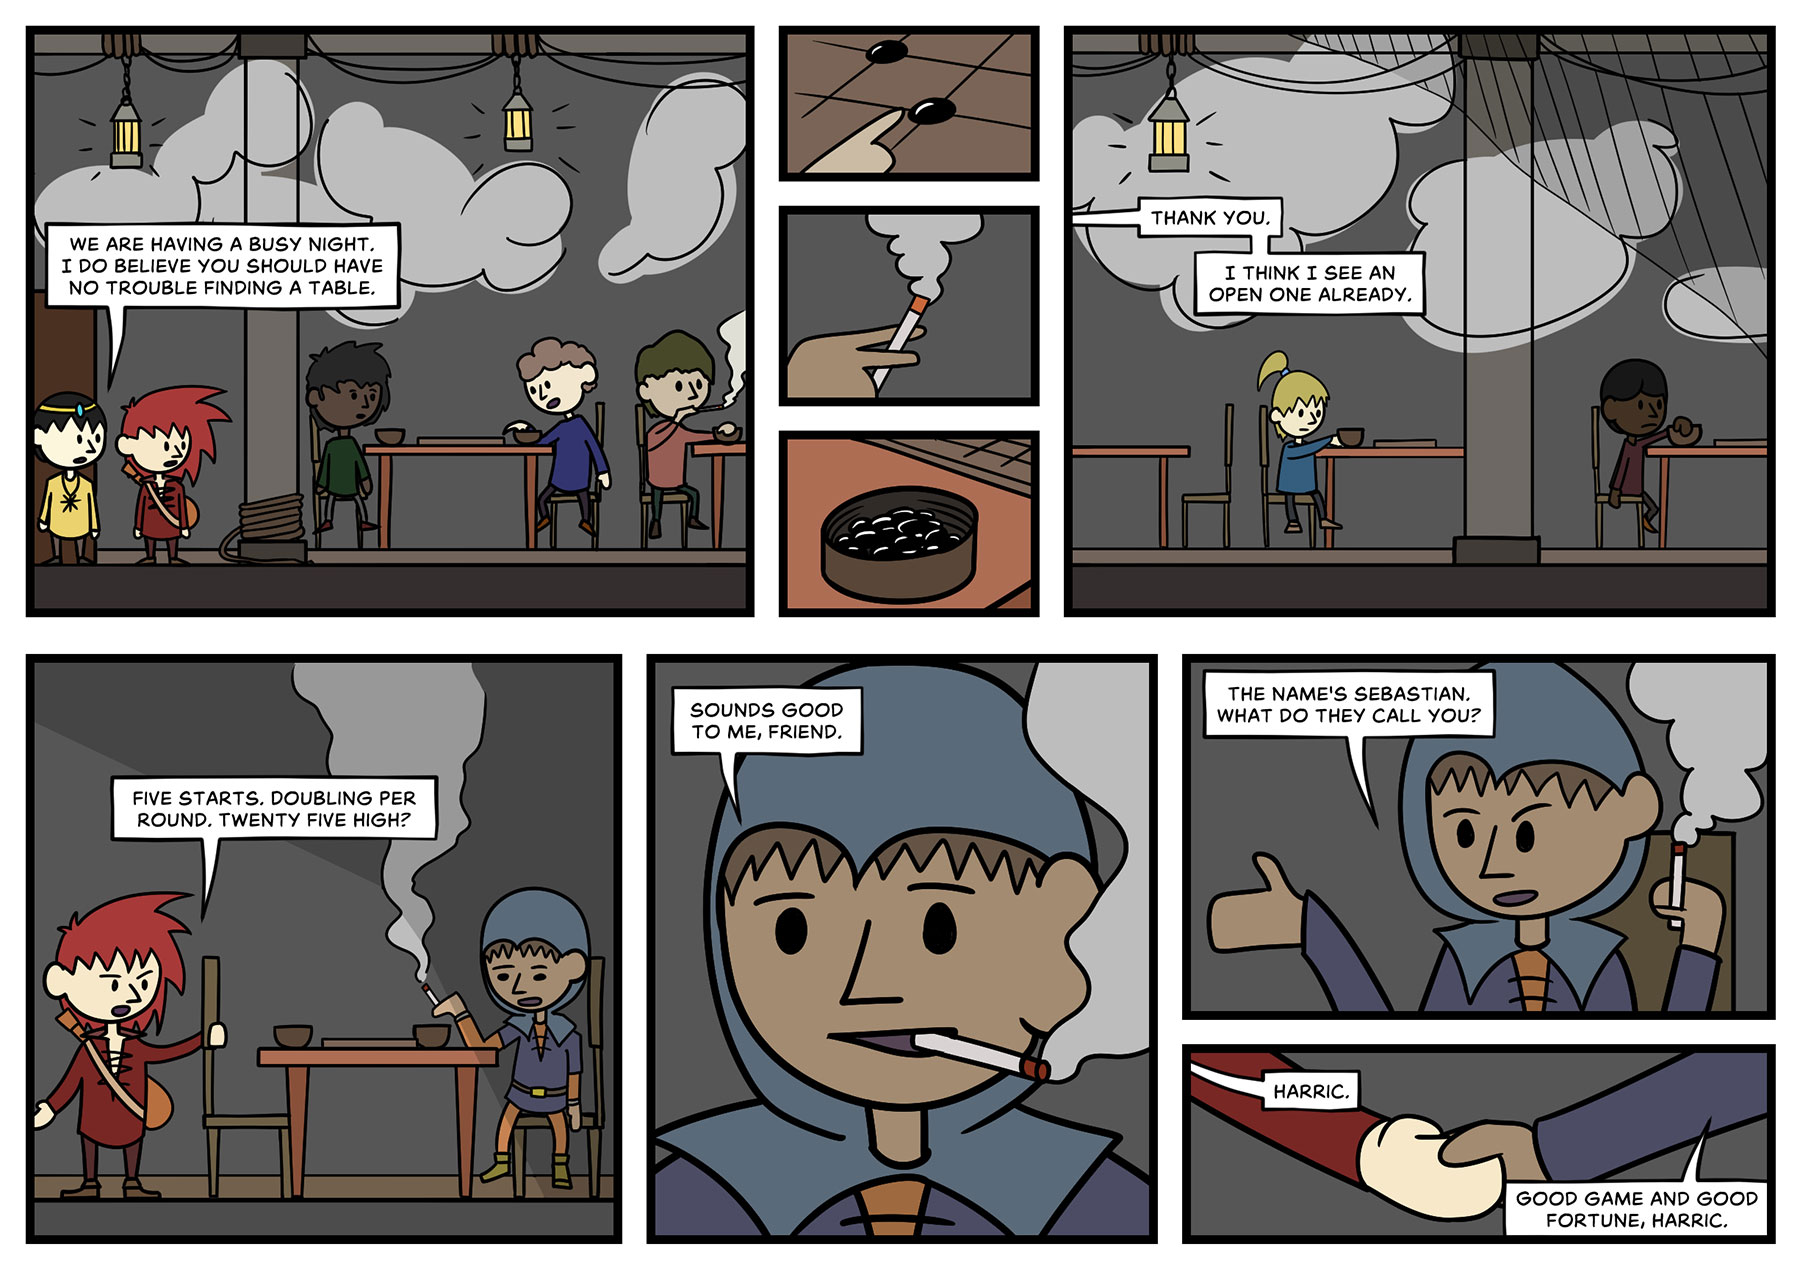 WE ARE HAVING A BUSY NIGHT.
I DO BELIEVE YOU SHOULD HAVE
NO TROUBLE FINDING A TABLE.
THANK YOU.
I THINK I SEE AN
OPEN ONE ALREADY.
FIVE STARTS. DOUBLING PER
ROUND. TWENTY FIVE HIGH?
SOUNDS GOOD
TO ME, FRIEND.
THE NAME'S SEBASTIAN.
WHAT DO THEY CALL YOU?
HARRIC.
GOOD GAME AND GOOD
FORTUNE, HARRIC.